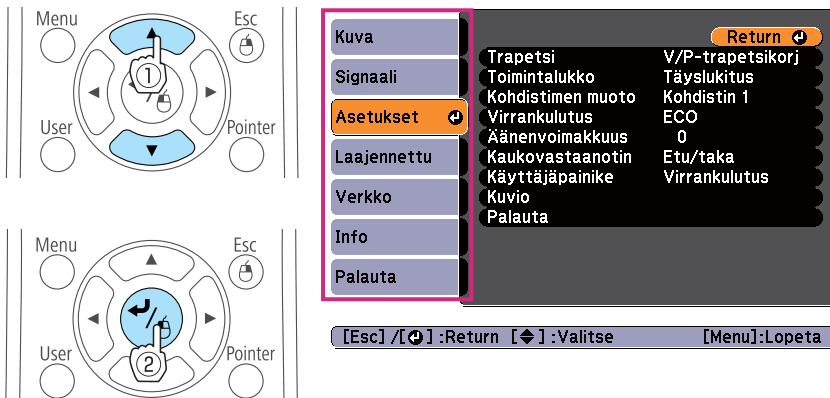 Menu
Esc
①
User
Pointer
Menu
Esc
User
②
Pointer
Kuva
Signaali
Asetukset
Laajennettu
Verkko
Info
Palauta
Return
Trapetsi V/P-trapetsikorj
Toimintalukko Täyslukitus
Kohdistimen muoto Kohdistin 1
Virrankulutus ECO
Äänenvoimakkuus 0
Kaukovastaanotin Etu/taka
Käyttäjäpainike Virrankulutus
Kuvio
Palauta
[Esc] /[ ] :Return [ ] :Valitse [Menu]:Lopeta